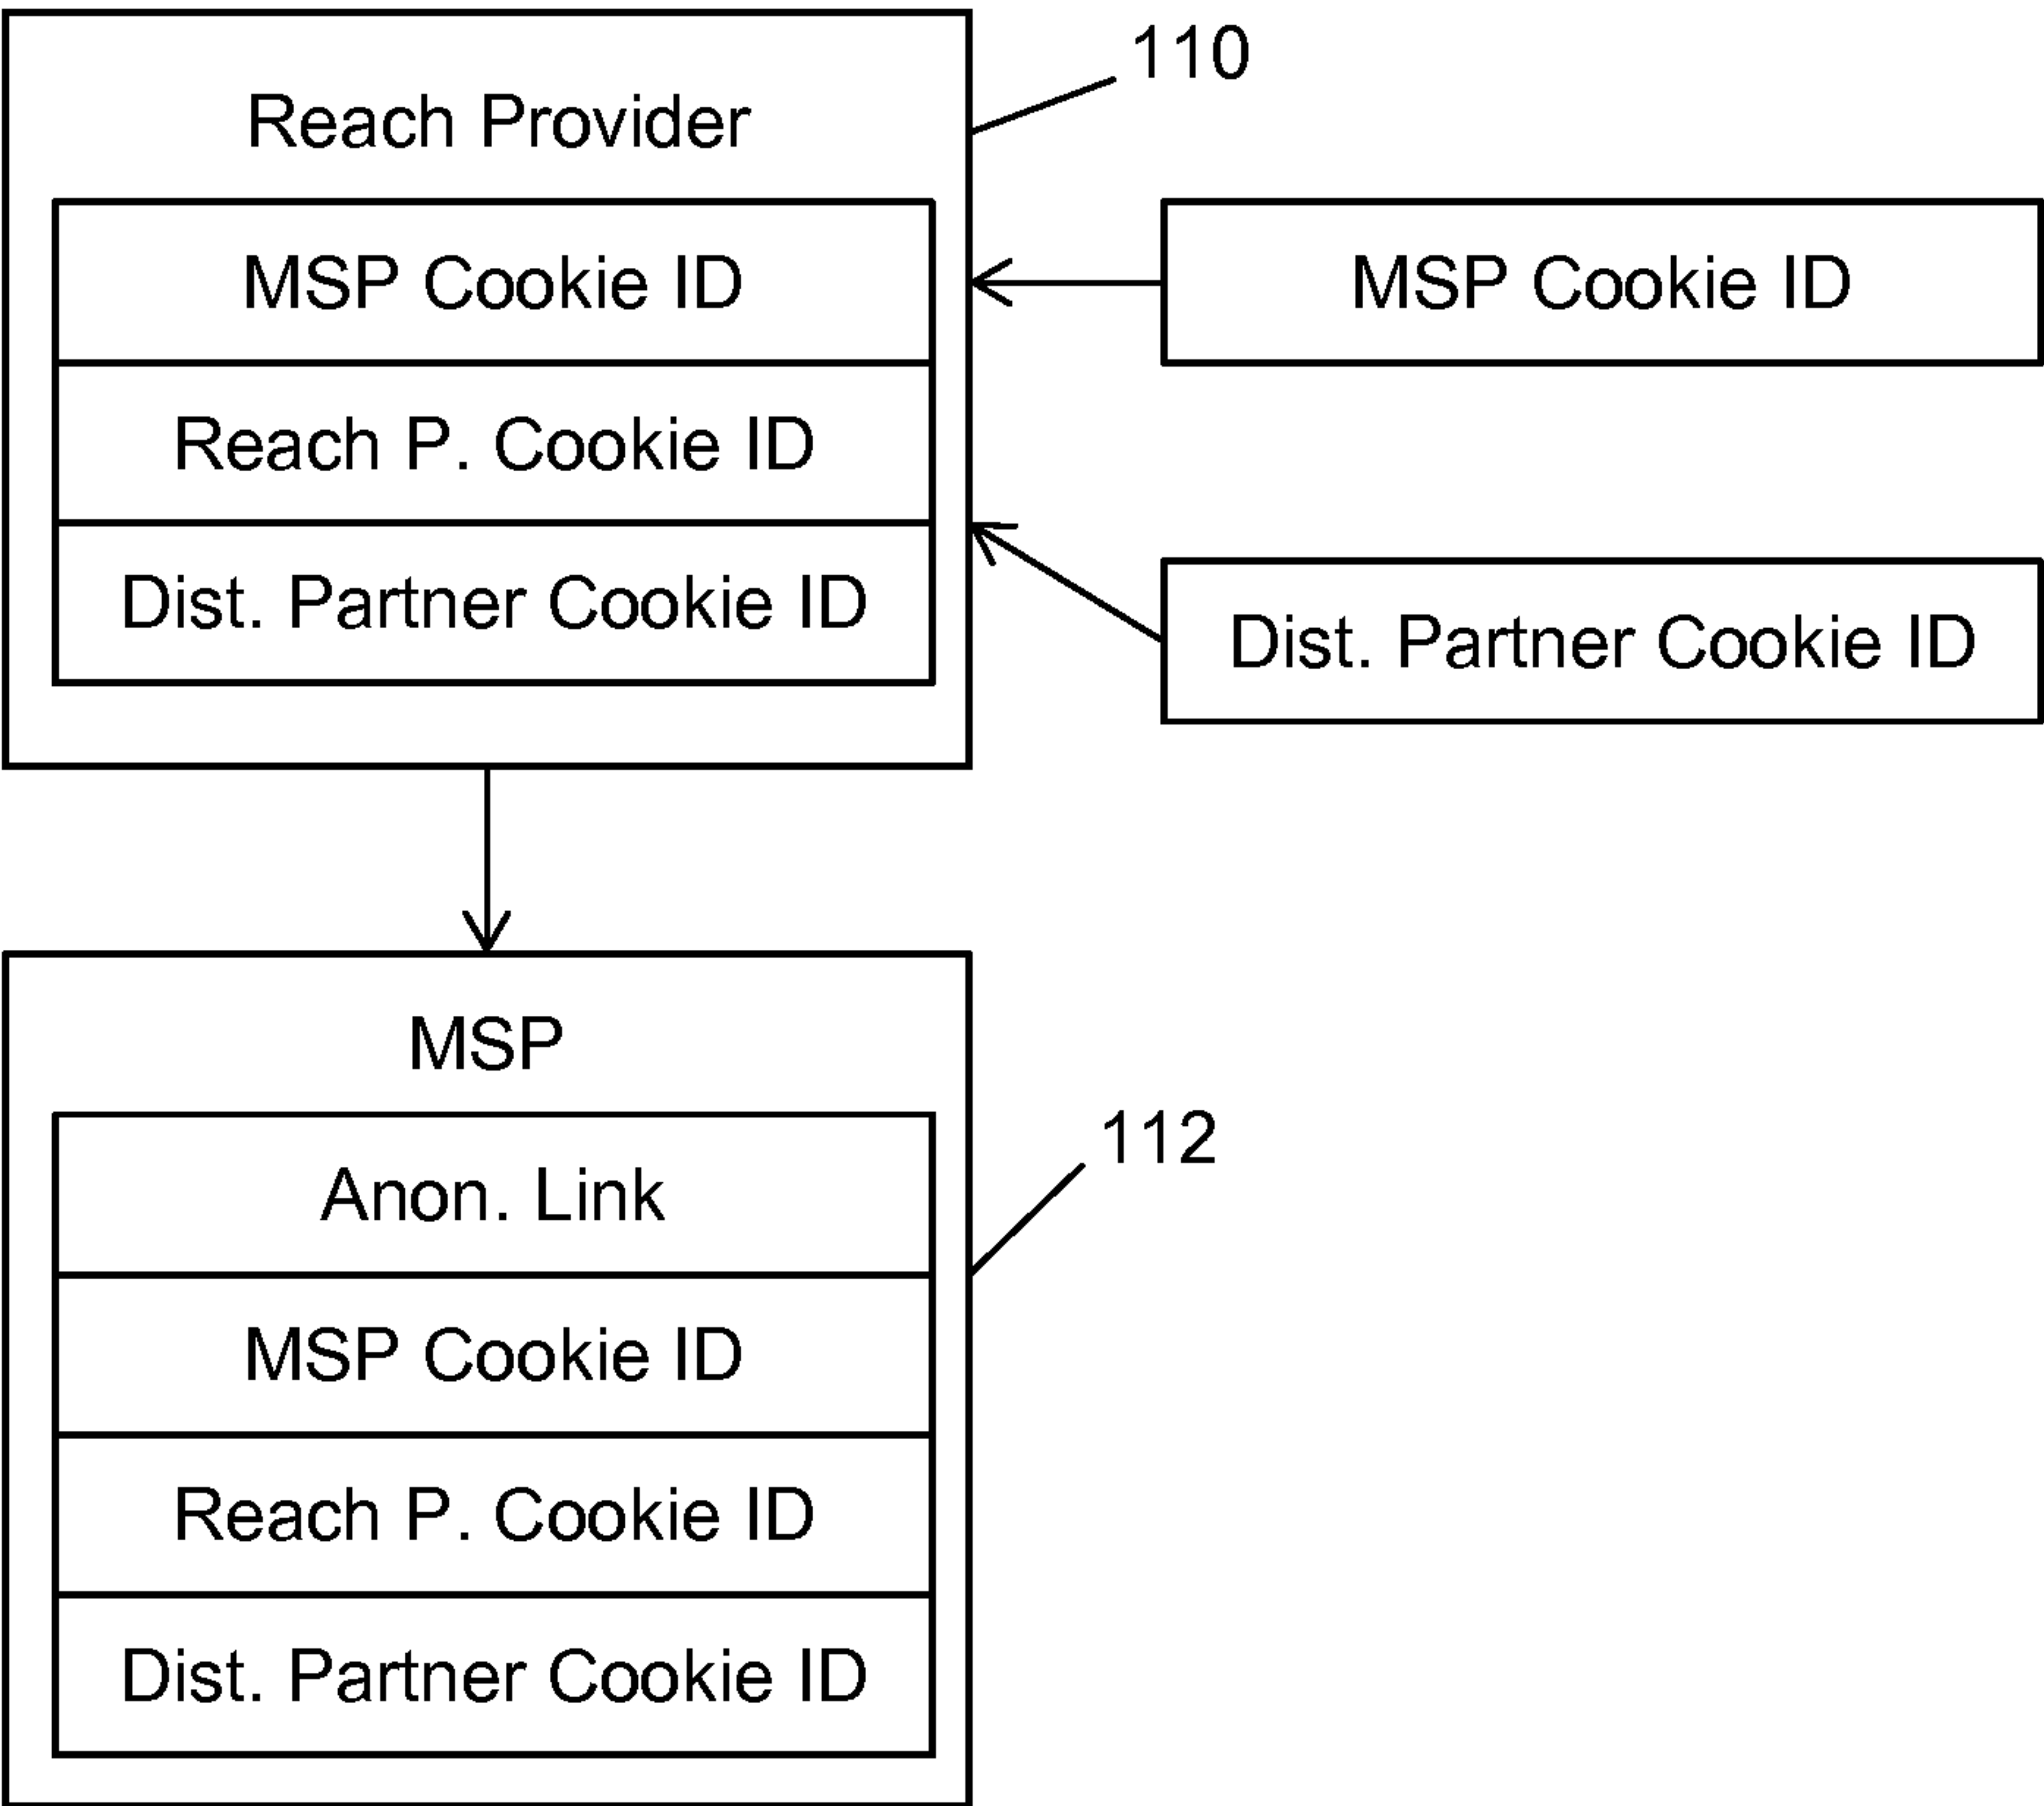 110
Reach Provider
MSP Cookie ID
MSP Cookie ID
Reach P. Cookie ID
Dist. Partner Cookie ID
Dist. Partner Cookie ID
MSP
112
Anon. Link
MSP Cookie ID
Reach P. Cookie ID
Dist. Partner Cookie ID